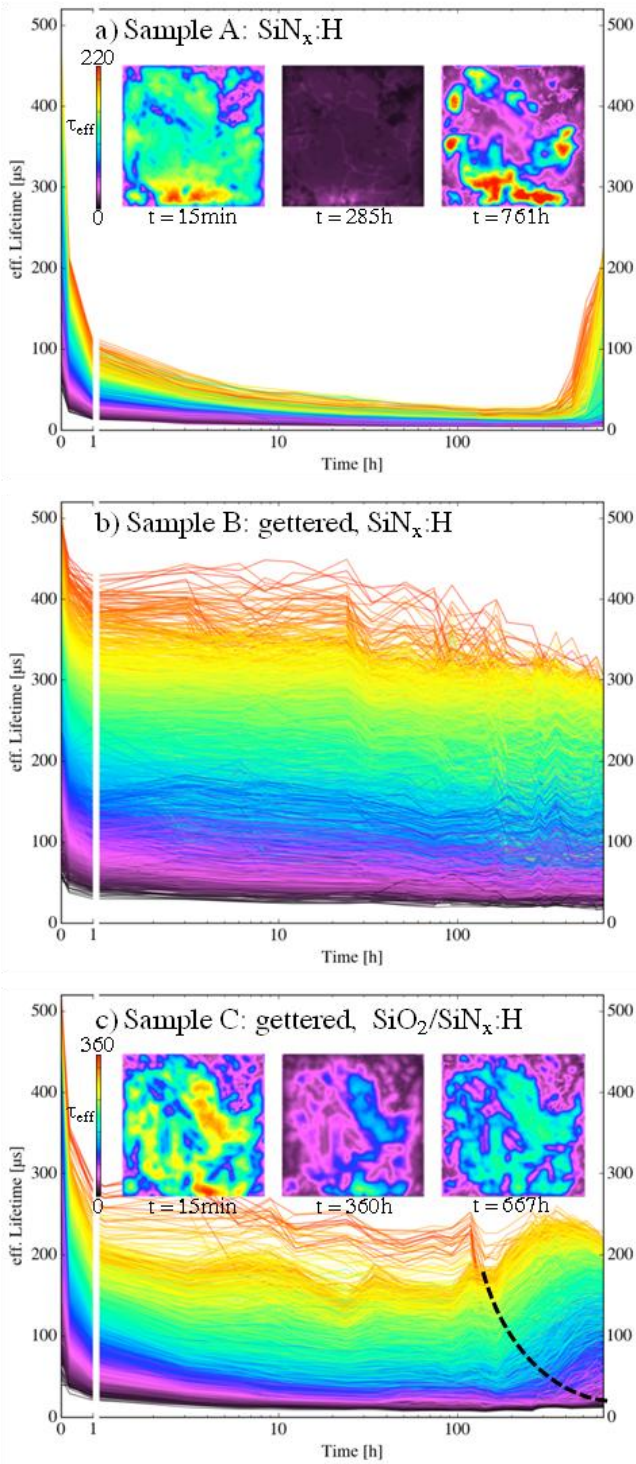 a) Sample A: SiNx:H
220
τeff
0
t = 15min
t = 285h
t = 761h
eff. Lifetime [µs]
500
400
300
200
100
0
500
400
300
200
100
0
0 1 10 100
Time [h]
b) Sample B: gettered, SiNx:H
eff. Lifetime [µs]
500
400
300
200
100
0
500
400
300
200
100
0
0 1 10 100
Time [h]
c) Sample C: gettered, SiO2/SiNx:H
360
τeff
0
t = 15min
t = 360h
t = 667h
eff. Lifetime [µs]
500
400
300
200
100
0
500
400
300
200
100
0
0 1 10 100
Time [h]